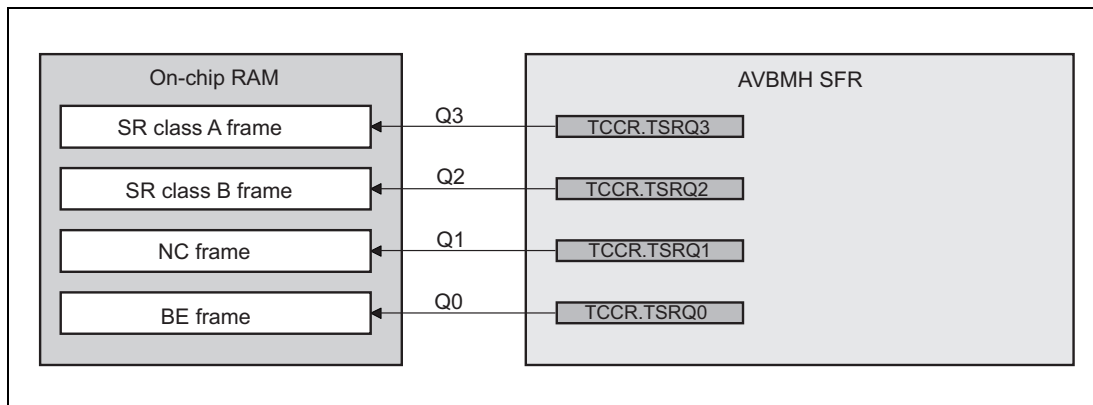 On-chip RAM
AVBMH SFR
SR class A frame
Q3
TCCR.TSRQ3
SR class B frame
Q2
TCCR.TSRQ2
NC frame
Q1
TCCR.TSRQ1
BE frame
Q0
TCCR.TSRQ0